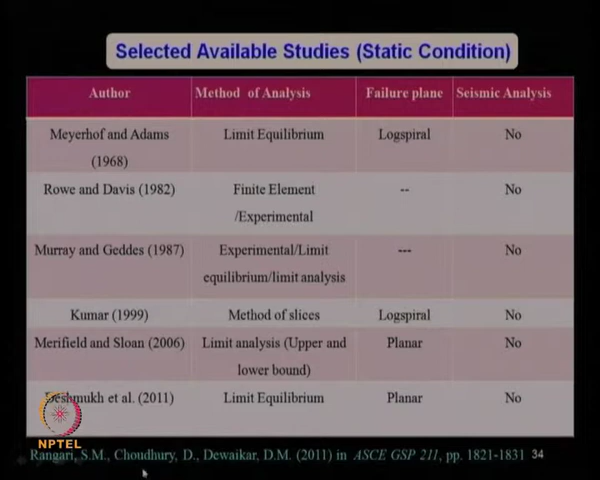 Selected Available Studies (Static Condition)
Author Method of Analysis Failure plane Seismic Analysis
Meyerhof and Adams (1968) Limit Equilibrium Logspiral No
Rowe and Davis (1982) Finite Element /Experimental -- No
Murray and Geddes (1987) Experimental/Limit equilibrium/limit analysis --- No
Kumar (1999) Method of slices Logspiral No
Merifield and Sloan (2006) Limit analysis (Upper and lower bound) Planar No
Deshmukh et al. (2011) Limit Equilibrium Planar No
NPTEL
Rangari, S.M., Choudhury, D., Dewaikar, D.M. (2011) in ASCE GSP 211, pp. 1821-1831 34